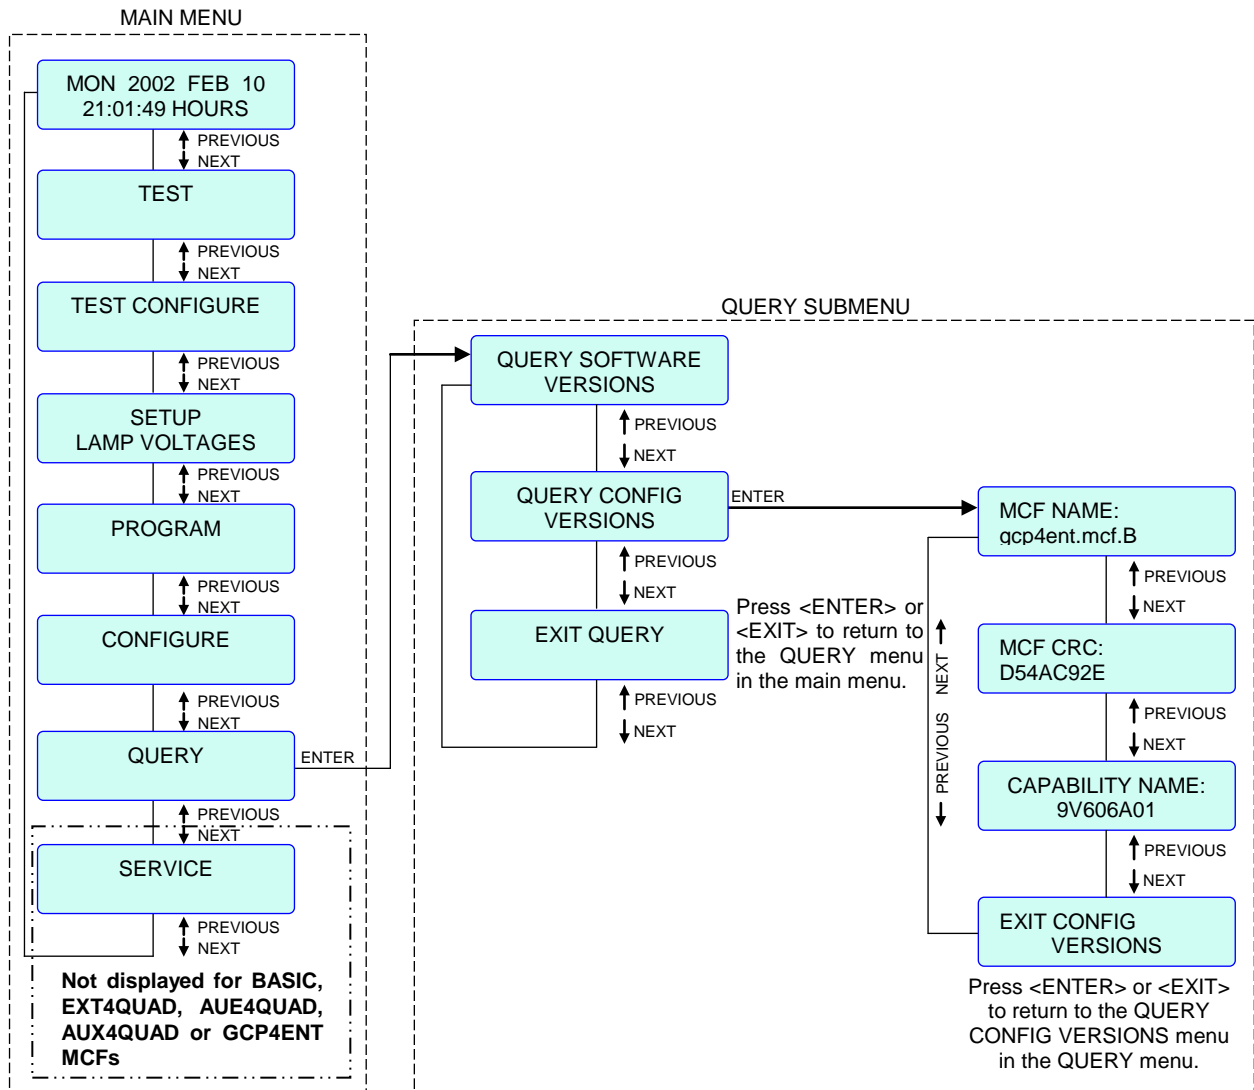 MAIN MENU
MON 2002 FEB 10
21:01:49 HOURS
PREVIOUS
NEXT
TEST
PREVIOUS
NEXT
TEST CONFIGURE
PREVIOUS
NEXT
SETUP
LAMP VOLTAGES
PREVIOUS
NEXT
PROGRAM
PREVIOUS
NEXT
CONFIGURE
PREVIOUS
NEXT
QUERY
ENTER
PREVIOUS
NEXT
SERVICE
PREVIOUS
NEXT
Not displayed for BASIC,
EXT4QUAD, AUE4QUAD,
AUX4QUAD or GCP4ENT
MCFs
QUERY SUBMENU
QUERY SOFTWARE
VERSIONS
PREVIOUS
NEXT
QUERY CONFIG
VERSIONS
ENTER
PREVIOUS
NEXT
EXIT QUERY
PREVIOUS
NEXT
Press <ENTER> or
<EXIT> to return to
the QUERY menu
in the main menu.
PREVIOUS NEXT
MCF NAME:
gcp4ent.mcf.B
PREVIOUS
NEXT
MCF CRC:
D54AC92E
PREVIOUS
NEXT
CAPABILITY NAME:
9V606A01
PREVIOUS
NEXT
EXIT CONFIG
VERSIONS
Press <ENTER> or <EXIT>
to return to the QUERY
CONFIG VERSIONS menu
in the QUERY menu.